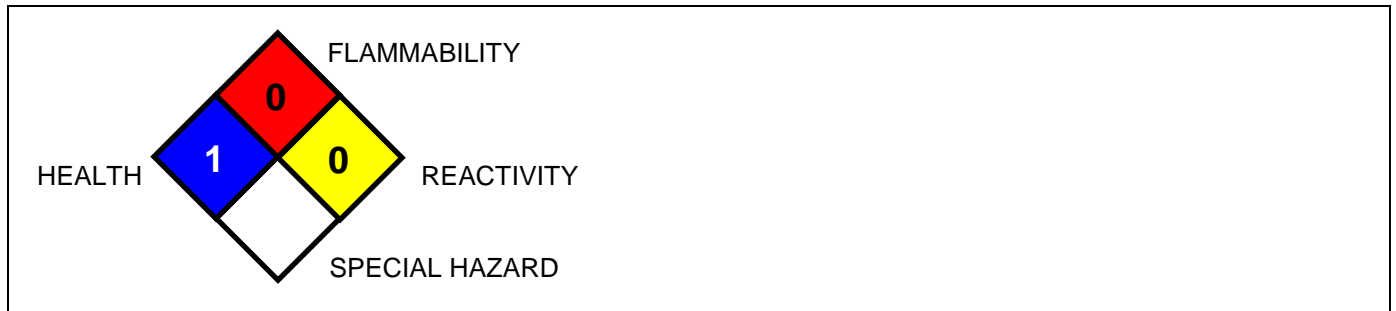 FLAMMABILITY
0
1
0
HEALTH
REACTIVITY
SPECIAL HAZARD